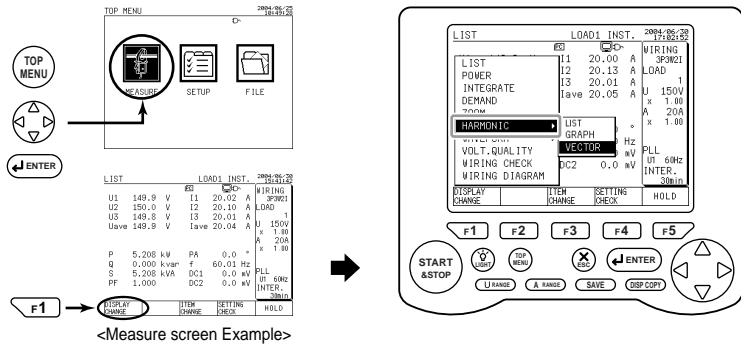 TOP MENU 2004/06/25
10:49:28
TOP
MENU
MEASURE SETUP FILE
ENTER
LIST LOAD1 INST. 2004/06/30
15:41:42
U1 149.9 V I1 20.02 A
U2 150.0 V I2 20.10 A
U3 149.8 V I3 20.01 A
Uave 149.9 V Iave 20.04 A
P 5.208 kW PA 0.0 °
Q 0.000 kvar f 60.01 Hz
S 5.208 kVA DC1 0.0 mV
PF 1.000 DC2 0.0 mV
WIRING
3P3W2I
LOAD
1
U 150V
x 1.00
A 20A
x 1.00
PLL
U1 60Hz
INTER.
30min
F1
DISPLAY CHANGE
ITEM CHANGE
SETTING CHECK
HOLD
<Measure screen Example>
LIST LOAD1 INST. 2004/06/30
17:02:52
LIST
POWER
INTEGRATE
DEMAND
ZOOM
HARMONIC
VOLT.QUALITY
WIRING CHECK
WIRING DIAGRAM
LIST
GRAPH
VECTOR
I1 20.00 A
I2 20.13 A
I3 20.01 A
Iave 20.05 A
°
Hz
mV
DC2 0.0 mV
WIRING
3P3W2I
LOAD
1
U 150V
x 1.00
A 20A
x 1.00
PLL
U1 60Hz
INTER.
30min
DISPLAY CHANGE
ITEM CHANGE
SETTING CHECK
HOLD
F1 F2 F3 F4 F5
START
&STOP
LIGHT
TOP
MENU
ESC
ENTER
U RANGE
A RANGE
SAVE
DISP COPY